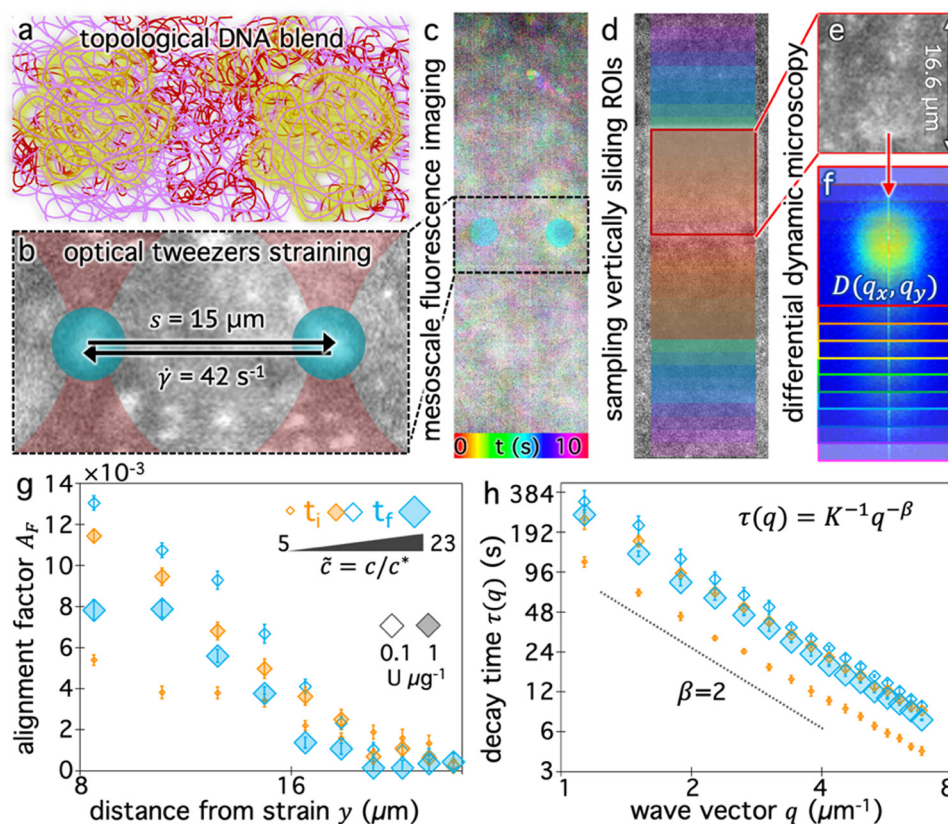 a
topological DNA blend
b
optical tweezers straining
s = 15 μm
γ̇ = 42 s⁻¹
mesoscale fluorescence imaging
c
0 t (s) 10
sampling vertically sliding ROIs
d
differential dynamic microscopy
e
16.6 μm
f
D(qₓ, q_y)
g
×10⁻³
14
12
10
8
6
4
2
0
alignment factor A_F
8
16
distance from strain y (μm)
tᵢ
t_f
5
23
c̃ = c/c*
0.1
1
U μg⁻¹
h
384
192
96
48
24
12
6
3
decay time τ(q) (s)
τ(q) = K⁻¹q⁻ᵝ
β=2
1
2
4
8
wave vector q (μm⁻¹)